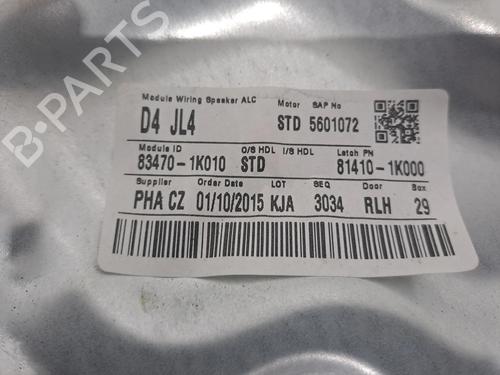 B-PARTS
Module Wiring Speaker ALC Motor SAP No
D4 JL4 STD 5601072
Module ID O/S HDL I/S HDL Latch PN
83470-1K010 STD 81410-1K000
Supplier Order Date LOT SEQ Door Box
PHA CZ 01/10/2015 KJA 3034 RLH 29